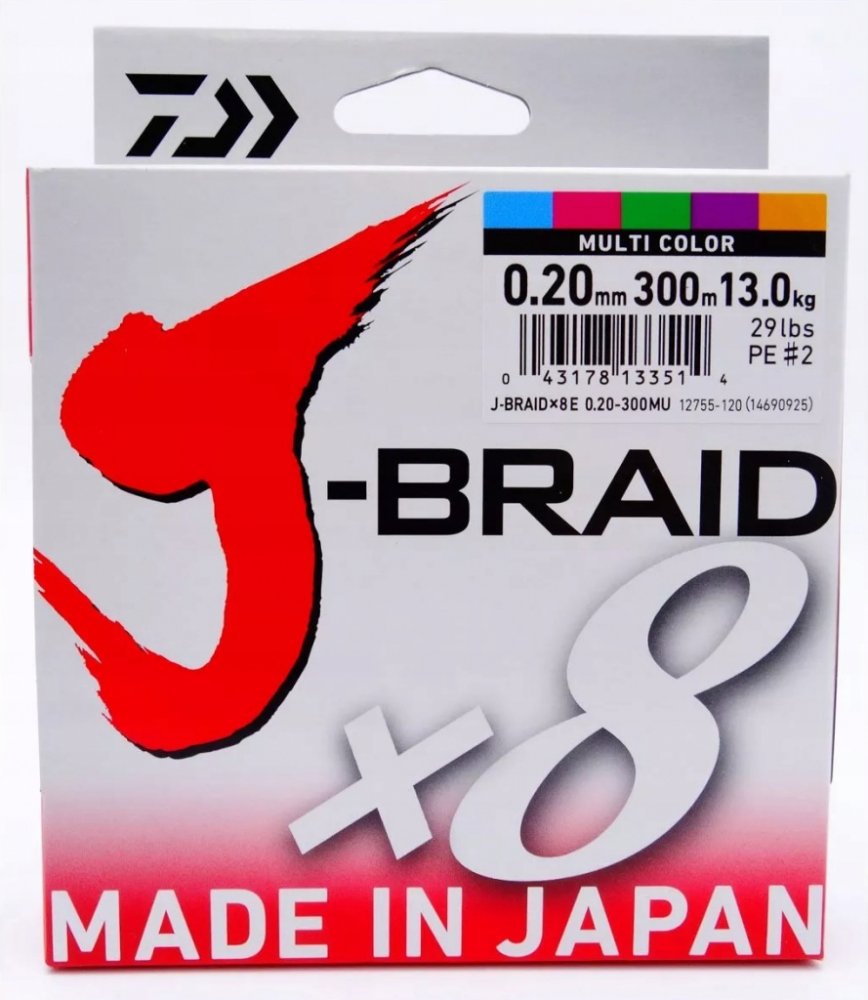 MULTI COLOR
0.20mm 300m 13.0kg
29lbs
PE #2
0 43178 13351 4
J-BRAID×8E 0.20-300MU 12755-120 (14690925)
J-BRAID
×8
MADE IN JAPAN